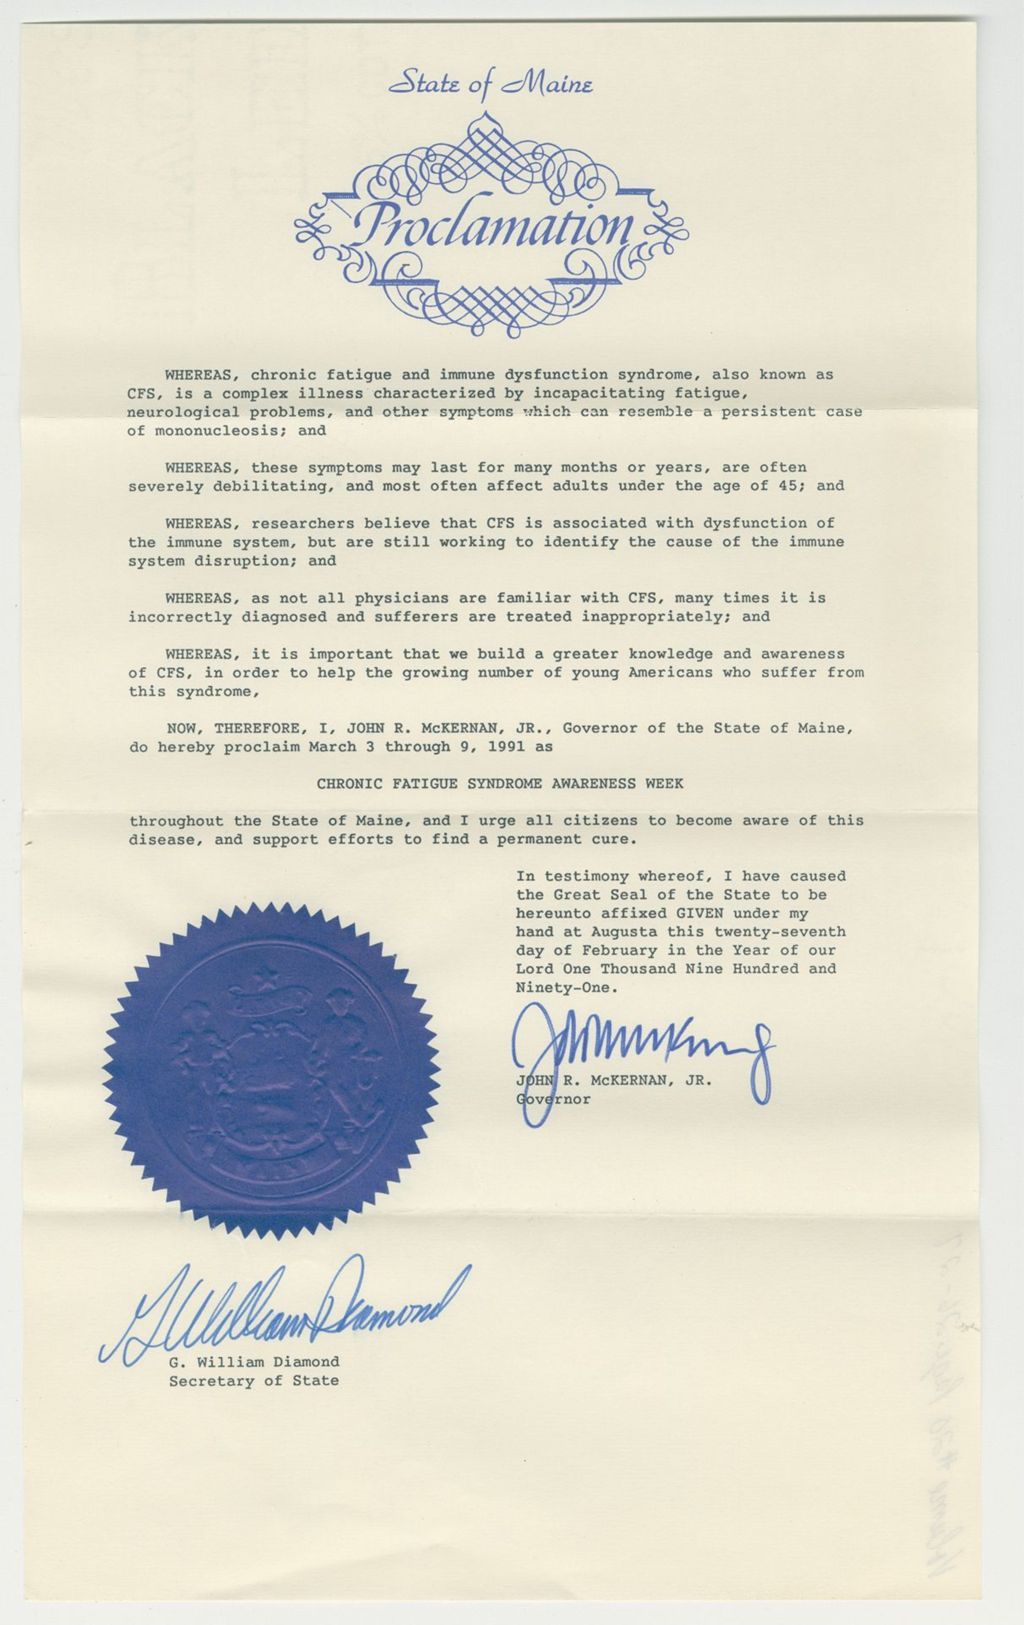 State of Maine
Proclamation
WHEREAS, chronic fatigue and immune dysfunction syndrome, also known as
CFS, is a complex illness characterized by incapacitating fatigue,
neurological problems, and other symptoms which can resemble a persistent case
of mononucleosis; and
WHEREAS, these symptoms may last for many months or years, are often
severely debilitating, and most often affect adults under the age of 45; and
WHEREAS, researchers believe that CFS is associated with dysfunction of
the immune system, but are still working to identify the cause of the immune
system disruption; and
WHEREAS, as not all physicians are familiar with CFS, many times it is
incorrectly diagnosed and sufferers are treated inappropriately; and
WHEREAS, it is important that we build a greater knowledge and awareness
of CFS, in order to help the growing number of young Americans who suffer from
this syndrome,
NOW, THEREFORE, I, JOHN R. McKERNAN, JR., Governor of the State of Maine,
do hereby proclaim March 3 through 9, 1991 as
CHRONIC FATIGUE SYNDROME AWARENESS WEEK
throughout the State of Maine, and I urge all citizens to become aware of this
disease, and support efforts to find a permanent cure.
In testimony whereof, I have caused
the Great Seal of the State to be
hereunto affixed GIVEN under my
hand at Augusta this twenty-seventh
day of February in the Year of our
Lord One Thousand Nine Hundred and
Ninety-One.
JOHN R. McKERNAN, JR.
Governor
G William Diamond
G. William Diamond
Secretary of State